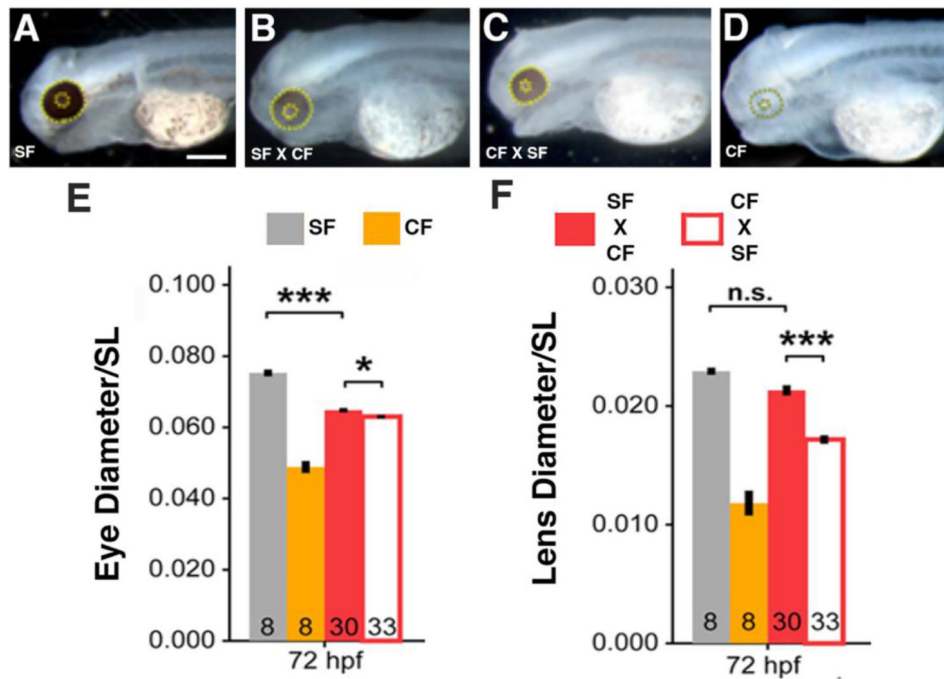 A
B
C
D
SF
SF X CF
CF X SF
CF
E
F
SF
CF
SF
X
CF
CF
X
SF
Eye Diameter/SL
0.100
0.080
0.060
0.040
0.020
0.000
***
*
8
8
30
33
72 hpf
Lens Diameter/SL
0.030
0.020
0.010
0.000
n.s.
***
8
8
30
33
72 hpf